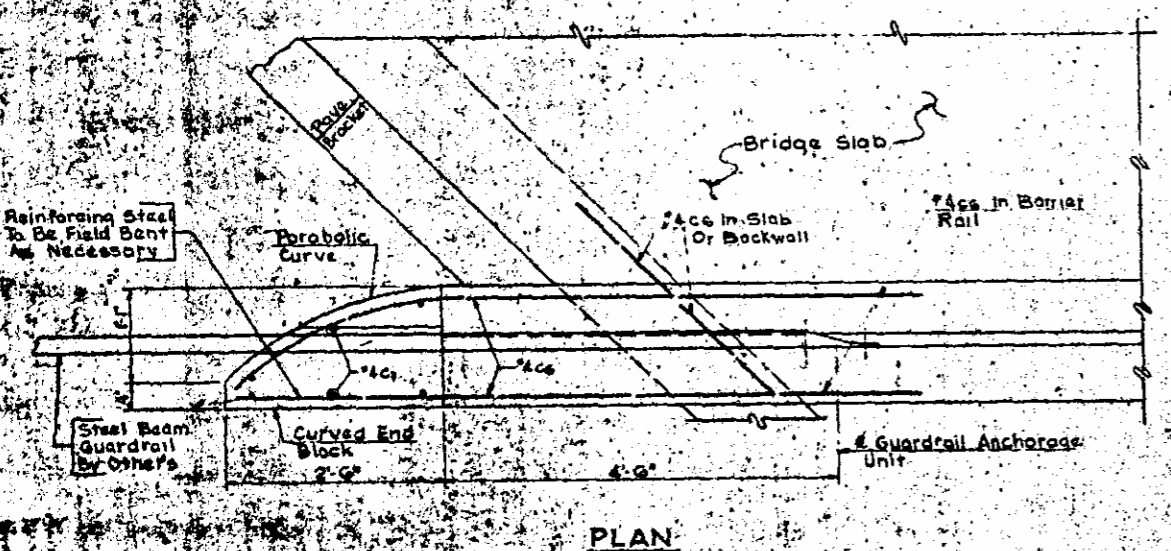 Pave
Bracket
Bridge Slab
Reinforcing Steel
To Be Field Bent
As Necessary
Parabolic
Curve
#4c6 In Slab
Or Backwall
#4c6 In Barrier
Rail
#4c7
#4c6
Steel Beam
Guardrail
By Other's
Curved End
Block
2'-6"
4'-6"
℄ Guardrail Anchorage
Unit
PLAN